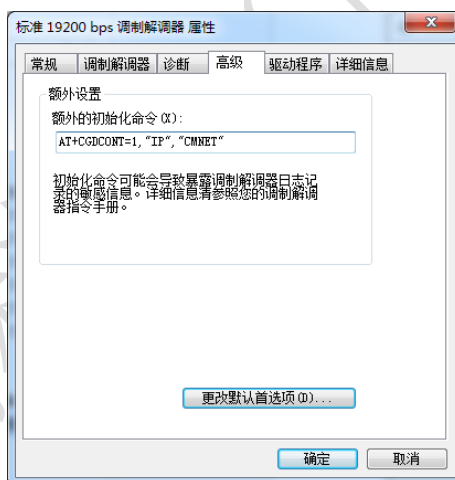 标准 19200 bps 调制解调器 属性
常规 调制解调器 诊断 高级 驱动程序 详细信息
额外设置
额外的初始化命令(X):
AT+CGDCONT=1,"IP","CMNET"
初始化命令可能会导致暴露调制解调器日志记
录的敏感信息。详细信息请参照您的调制解调
器指令手册。
更改默认首选项(D)...
确定 取消